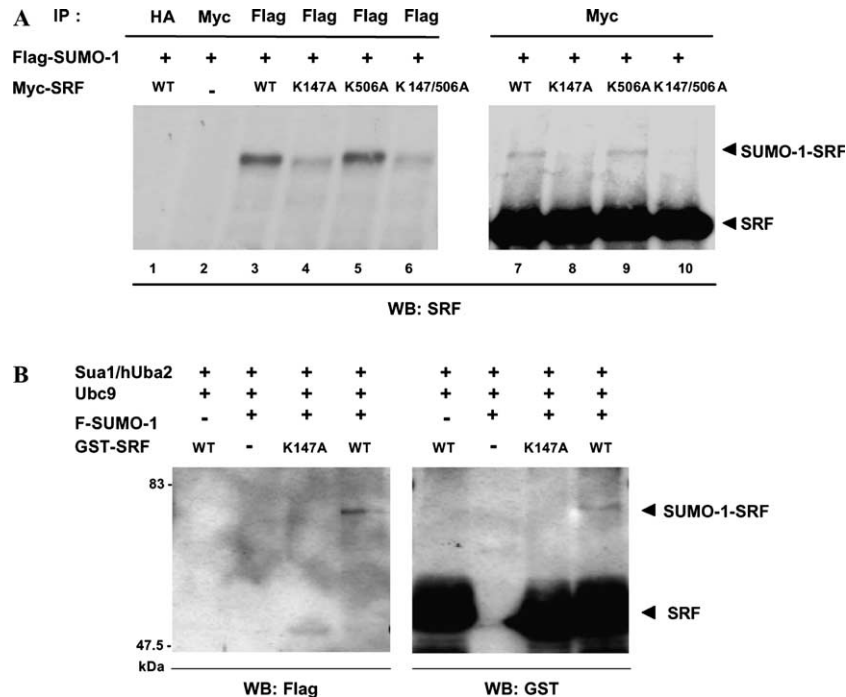 A IP : HA Myc Flag Flag Flag Flag Myc
Flag-SUMO-1 + + + + + + + + + +
Myc-SRF WT - WT K147A K506A K 147/506A WT K147A K506A K 147/506A
SUMO-1-SRF
SRF
1 2 3 4 5 6 7 8 9 10
WB: SRF
B Sua1/hUba2 + + + + + + + +
Ubc9 + + + + + + + +
F-SUMO-1 - + + + - + + +
GST-SRF WT - K147A WT WT - K147A WT
83 -
SUMO-1-SRF
SRF
47.5 -
kDa
WB: Flag WB: GST